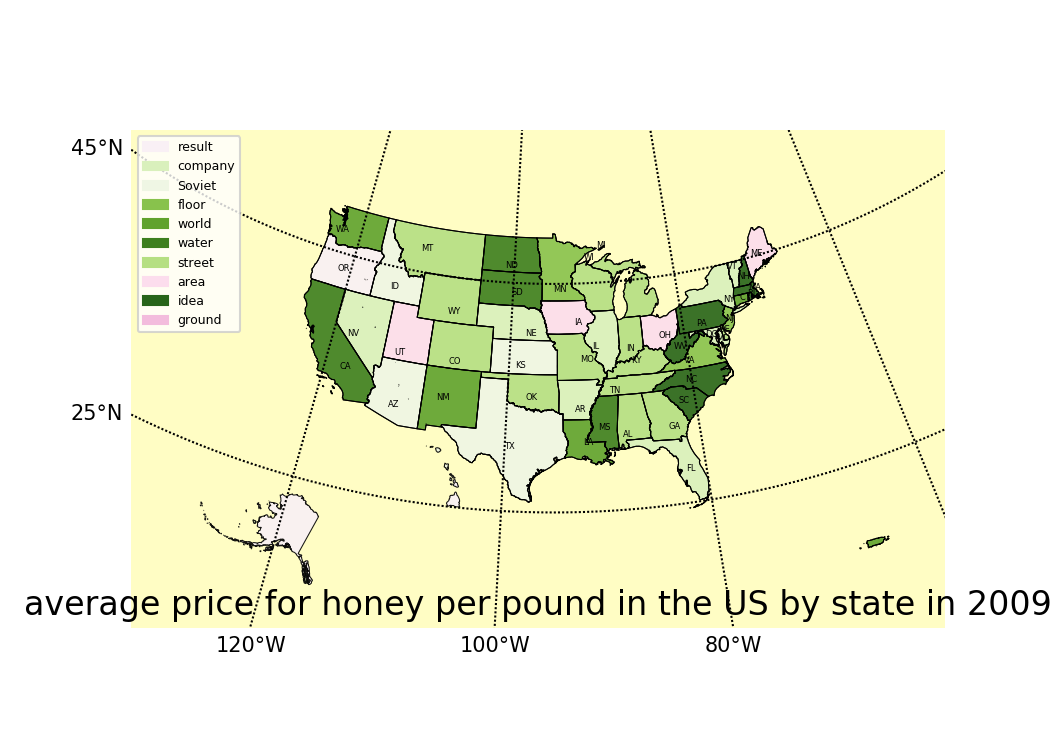 45°N
25°N
result
company
Soviet
floor
world
water
street
area
idea
ground
WA
MT
ND
MN
MI
WI
ME
OR
ID
SD
WY
NE
IA
IL
IN
OH
PA
NY
VT
NH
NV
UT
CO
KS
MO
KY
WV
VA
CA
AZ
NM
OK
AR
TN
NC
SC
TX
LA
MS
AL
GA
FL
average price for honey per pound in the US by state in 2009
120°W
100°W
80°W